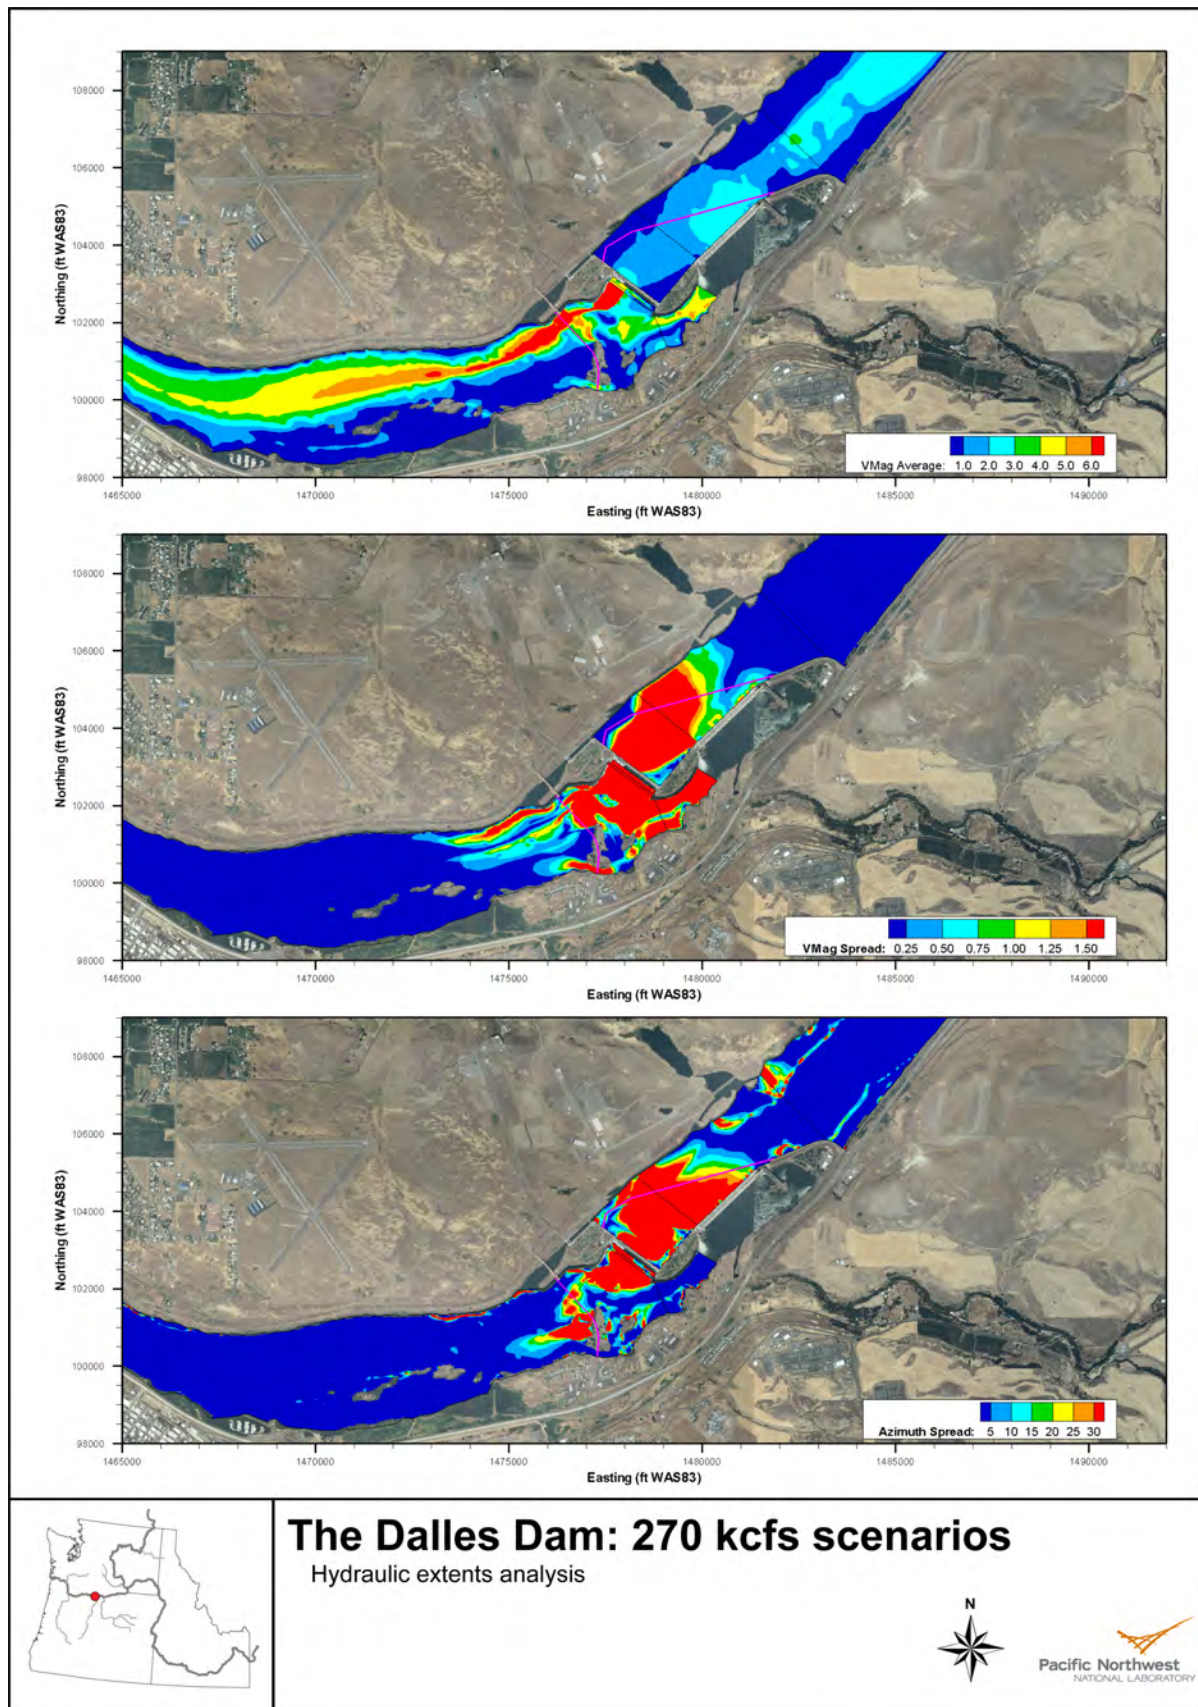 108000
106000
104000
102000
100000
98000
Northing (ft WAS83)
VMag Average: 1.0 2.0 3.0 4.0 5.0 6.0
1465000 1470000 1475000 1480000 1485000 1490000
Easting (ft WAS83)
108000
106000
104000
102000
100000
98000
Northing (ft WAS83)
VMag Spread: 0.25 0.50 0.75 1.00 1.25 1.50
1465000 1470000 1475000 1480000 1485000 1490000
Easting (ft WAS83)
108000
106000
104000
102000
100000
98000
Northing (ft WAS83)
Azimuth Spread: 5 10 15 20 25 30
1465000 1470000 1475000 1480000 1485000 1490000
Easting (ft WAS83)
The Dalles Dam: 270 kcfs scenarios
Hydraulic extents analysis
N
Pacific Northwest
NATIONAL LABORATORY